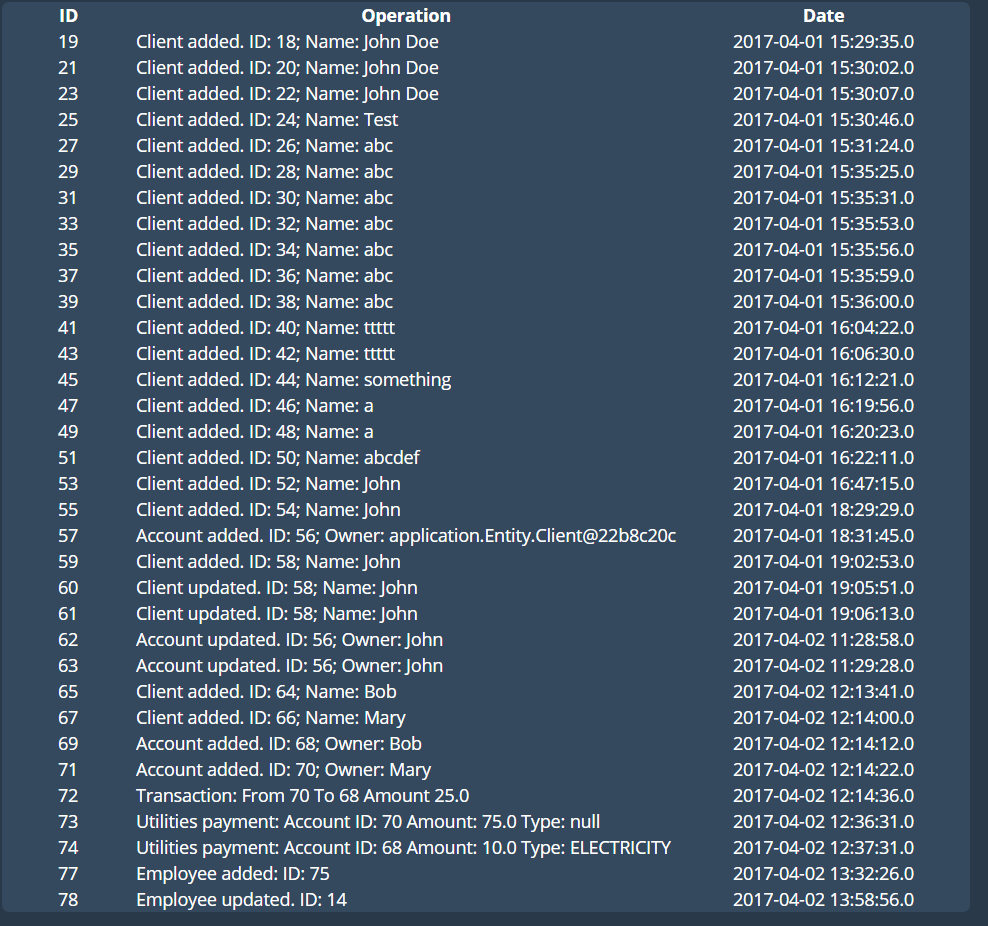 ID Operation Date
19 Client added. ID: 18; Name: John Doe 2017-04-01 15:29:35.0
21 Client added. ID: 20; Name: John Doe 2017-04-01 15:30:02.0
23 Client added. ID: 22; Name: John Doe 2017-04-01 15:30:07.0
25 Client added. ID: 24; Name: Test 2017-04-01 15:30:46.0
27 Client added. ID: 26; Name: abc 2017-04-01 15:31:24.0
29 Client added. ID: 28; Name: abc 2017-04-01 15:35:25.0
31 Client added. ID: 30; Name: abc 2017-04-01 15:35:31.0
33 Client added. ID: 32; Name: abc 2017-04-01 15:35:53.0
35 Client added. ID: 34; Name: abc 2017-04-01 15:35:56.0
37 Client added. ID: 36; Name: abc 2017-04-01 15:35:59.0
39 Client added. ID: 38; Name: abc 2017-04-01 15:36:00.0
41 Client added. ID: 40; Name: ttttt 2017-04-01 16:04:22.0
43 Client added. ID: 42; Name: ttttt 2017-04-01 16:06:30.0
45 Client added. ID: 44; Name: something 2017-04-01 16:12:21.0
47 Client added. ID: 46; Name: a 2017-04-01 16:19:56.0
49 Client added. ID: 48; Name: a 2017-04-01 16:20:23.0
51 Client added. ID: 50; Name: abcdef 2017-04-01 16:22:11.0
53 Client added. ID: 52; Name: John 2017-04-01 16:47:15.0
55 Client added. ID: 54; Name: John 2017-04-01 18:29:29.0
57 Account added. ID: 56; Owner: application.Entity.Client@22b8c20c 2017-04-01 18:31:45.0
59 Client added. ID: 58; Name: John 2017-04-01 19:02:53.0
60 Client updated. ID: 58; Name: John 2017-04-01 19:05:51.0
61 Client updated. ID: 58; Name: John 2017-04-01 19:06:13.0
62 Account updated. ID: 56; Owner: John 2017-04-02 11:28:58.0
63 Account updated. ID: 56; Owner: John 2017-04-02 11:29:28.0
65 Client added. ID: 64; Name: Bob 2017-04-02 12:13:41.0
67 Client added. ID: 66; Name: Mary 2017-04-02 12:14:00.0
69 Account added. ID: 68; Owner: Bob 2017-04-02 12:14:12.0
71 Account added. ID: 70; Owner: Mary 2017-04-02 12:14:22.0
72 Transaction: From 70 To 68 Amount 25.0 2017-04-02 12:14:36.0
73 Utilities payment: Account ID: 70 Amount: 75.0 Type: null 2017-04-02 12:36:31.0
74 Utilities payment: Account ID: 68 Amount: 10.0 Type: ELECTRICITY 2017-04-02 12:37:31.0
77 Employee added: ID: 75 2017-04-02 13:32:26.0
78 Employee updated. ID: 14 2017-04-02 13:58:56.0